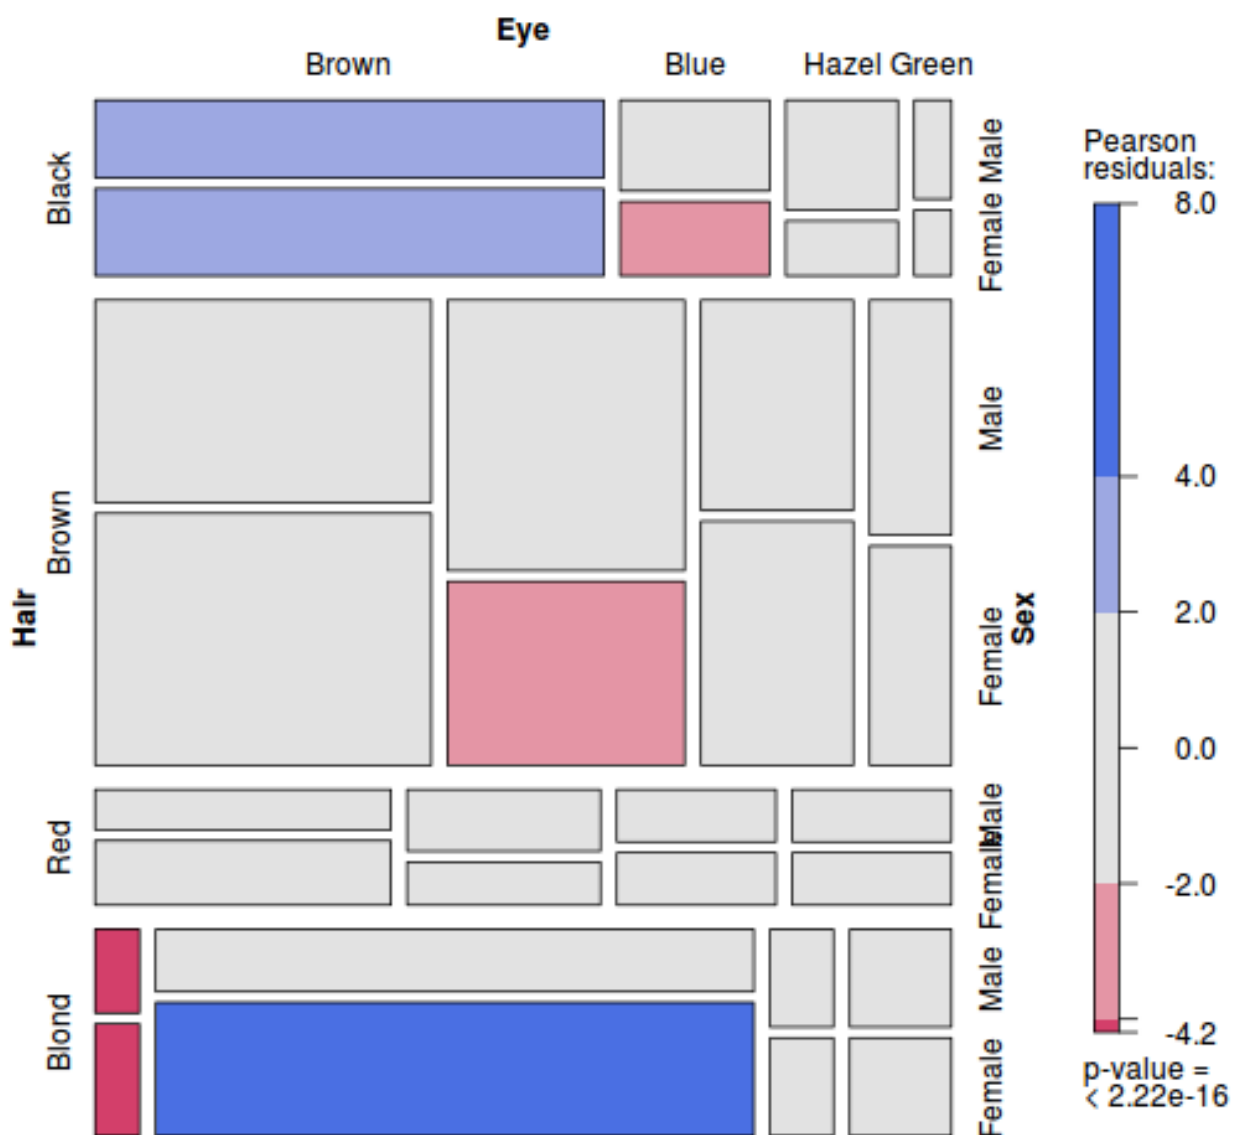 Eye
Brown Blue Hazel Green
Black
Brown
Red
Blond
Hair
Male
Female
Male
Female
Male
Female
Male
Female
Sex
Pearson
residuals:
8.0
4.0
2.0
0.0
-2.0
-4.2
p-value =
< 2.22e-16